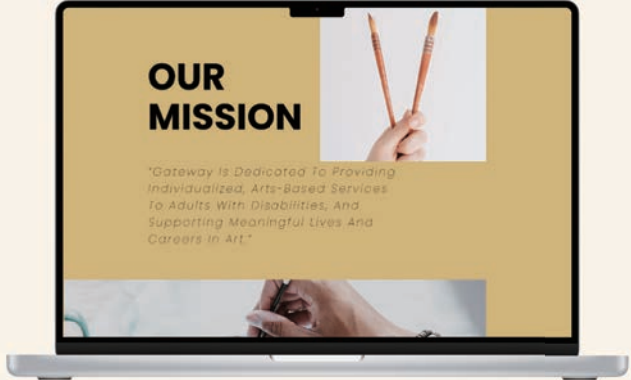 OUR
MISSION
"Gateway Is Dedicated To Providing
Individualized, Arts-Based Services
To Adults With Disabilities, And
Supporting Meaningful Lives And
Careers In Art."